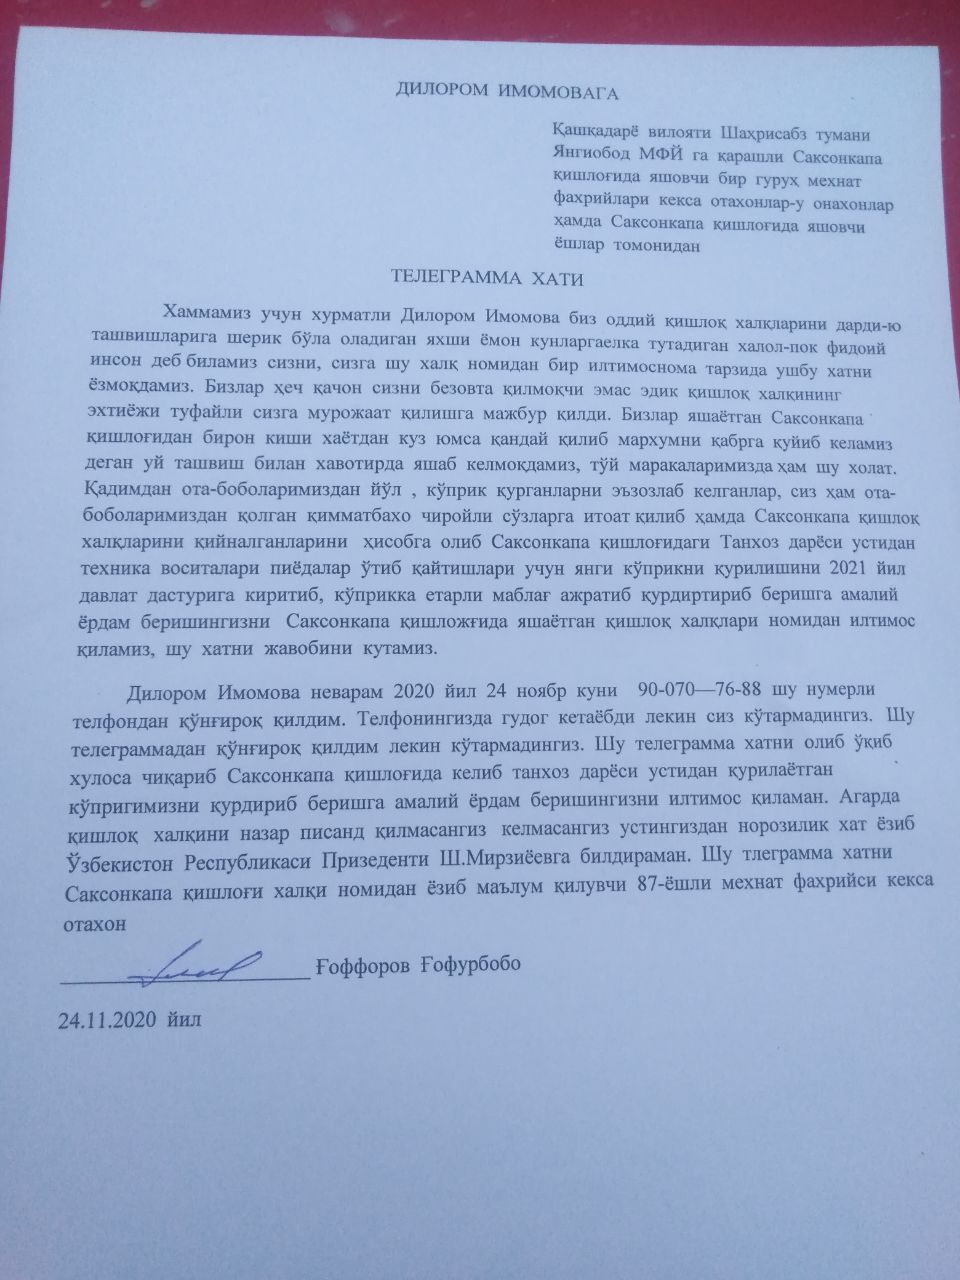 ДИЛОРОМ ИМОМОВАГА
Қашқадарё вилояти Шаҳрисабз тумани
Янгиобод МФЙ га қарашли Саксонкапа
қишлоғида яшовчи бир гуруҳ мехнат
фахрийлари кекса отахонлар-у онахонлар
ҳамда Саксонкапа қишлоғида яшовчи
ёшлар томонидан
ТЕЛЕГРАММА ХАТИ
Хаммамиз учун хурматли Дилором Имомова биз оддий қишлоқ халқларини дарди-ю
ташвишларига шерик бўла оладиган яхши ёмон кунларгаелка тутадиган халол-пок фидоий
инсон деб биламиз сизни, сизга шу халқ номидан бир илтимоснома тарзида ушбу хатни
ёзмоқдамиз. Бизлар ҳеч қачон сизни безовта қилмоқчи эмас эдик қишлоқ халқининг
эхтиёжи туфайли сизга мурожаат қилишга мажбур қилди. Бизлар яшаётган Саксонкапа
қишлоғидан бирон киши хаётдан куз юмса қандай қилиб мархумни қабрга қуйиб келамиз
деган уй ташвиш билан хавотирда яшаб келмоқдамиз, тўй маракаларимизда ҳам шу холат.
Қадимдан ота-боболаримиздан йўл , кўприк қурганларни эъзозлаб келганлар, сиз ҳам ота-
боболаримиздан қолган қимматбахо чиройли сўзларга итоат қилиб ҳамда Саксонкапа қишлоқ
халқларини қийналганларини ҳисобга олиб Саксонкапа қишлоғидаги Танхоз дарёси устидан
техника воситалари пиёдалар ўтиб қайтишлари учун янги кўприкни қурилишини 2021 йил
давлат дастурига киритиб, кўприкка етарли маблағ ажратиб қурдиртириб беришга амалий
ёрдам беришингизни Саксонкапа қишложғида яшаётган қишлоқ халқлари номидан илтимос
қиламиз, шу хатни жавобини кутамиз.
Дилором Имомова неварам 2020 йил 24 ноябр куни 90-070—76-88 шу нумерли
телфондан қўнғироқ қилдим. Телфонингизда гудог кетаёбди лекин сиз кўтармадингиз. Шу
телеграммадан қўнғироқ қилдим лекин кўтармадингиз. Шу телеграмма хатни олиб ўқиб
хулоса чиқариб Саксонкапа қишлоғида келиб танхоз дарёси устидан қурилаётган
кўпригимизни қурдириб беришга амалий ёрдам беришингизни илтимос қиламан. Агарда
қишлоқ халқини назар писанд қилмасангиз келмасангиз устингиздан норозилик хат ёзиб
Ўзбекистон Республикаси Призеденти Ш.Мирзиёевга билдираман. Шу тлеграмма хатни
Саксонкапа қишлоғи халқи номидан ёзиб маълум қилувчи 87-ёшли мехнат фахрийси кекса
отахон
Ғоффоров Ғофурбобо
24.11.2020 йил